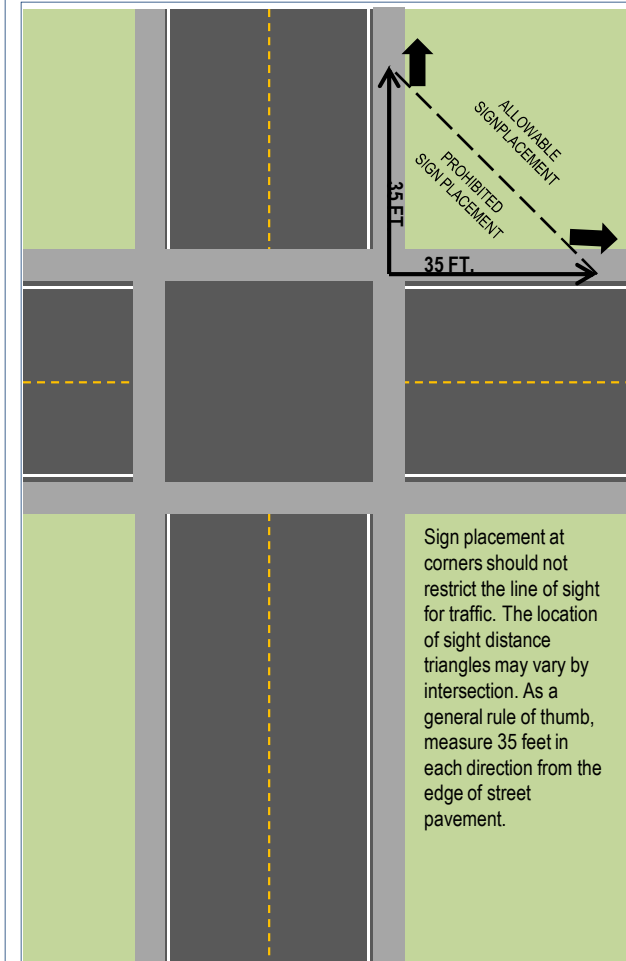 ALLOWABLE
SIGNPLACEMENT
PROHIBITED
SIGN PLACEMENT
35 FT
35 FT.
Sign placement at
corners should not
restrict the line of sight
for traffic. The location
of sight distance
triangles may vary by
intersection. As a
general rule of thumb,
measure 35 feet in
each direction from the
edge of street
pavement.